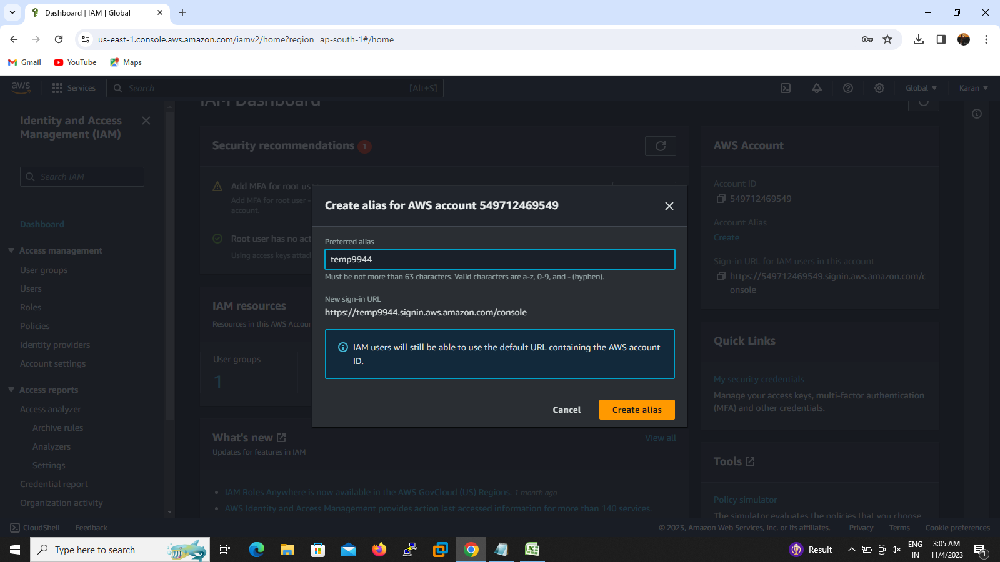 Dashboard | IAM | Global
us-east-1.console.aws.amazon.com/iamv2/home?region=ap-south-1#/home
Gmail
YouTube
Maps
aws
Services
Search
[Alt+S]
Global
Karan
Identity and Access
Management (IAM)
Search IAM
Dashboard
Access management
User groups
Users
Roles
Policies
Identity providers
Account settings
Access reports
Access analyzer
Archive rules
Analyzers
Settings
Credential report
Organization activity
IAM Dashboard
Security recommendations 1
Add MFA for root us
Add MFA for root user -
account.
Root user has no act
Using access keys attac
IAM resources
Resources in this AWS Accour
User groups
1
What's new
View all
Updates for features in IAM
IAM Roles Anywhere is now available in the AWS GovCloud (US) Regions. 1 month ago
AWS Identity and Access Management provides action last accessed information for more than 140 services.
Create alias for AWS account 549712469549
Preferred alias
temp9944
Must be not more than 63 characters. Valid characters are a-z, 0-9, and - (hyphen).
New sign-in URL
https://temp9944.signin.aws.amazon.com/console
IAM users will still be able to use the default URL containing the AWS account
ID.
Cancel
Create alias
AWS Account
Account ID
549712469549
Account Alias
Create
Sign-in URL for IAM users in this account
https://549712469549.signin.aws.amazon.com/c
onsole
Quick Links
My security credentials
Manage your access keys, multi-factor authentication
(MFA) and other credentials.
Tools
Policy simulator
The simulator evaluates the policies that you choose
CloudShell
Feedback
© 2023, Amazon Web Services, Inc. or its affiliates.
Privacy
Terms
Cookie preferences
Type here to search
Result
ENG
IN
3:05 AM
11/4/2023
1